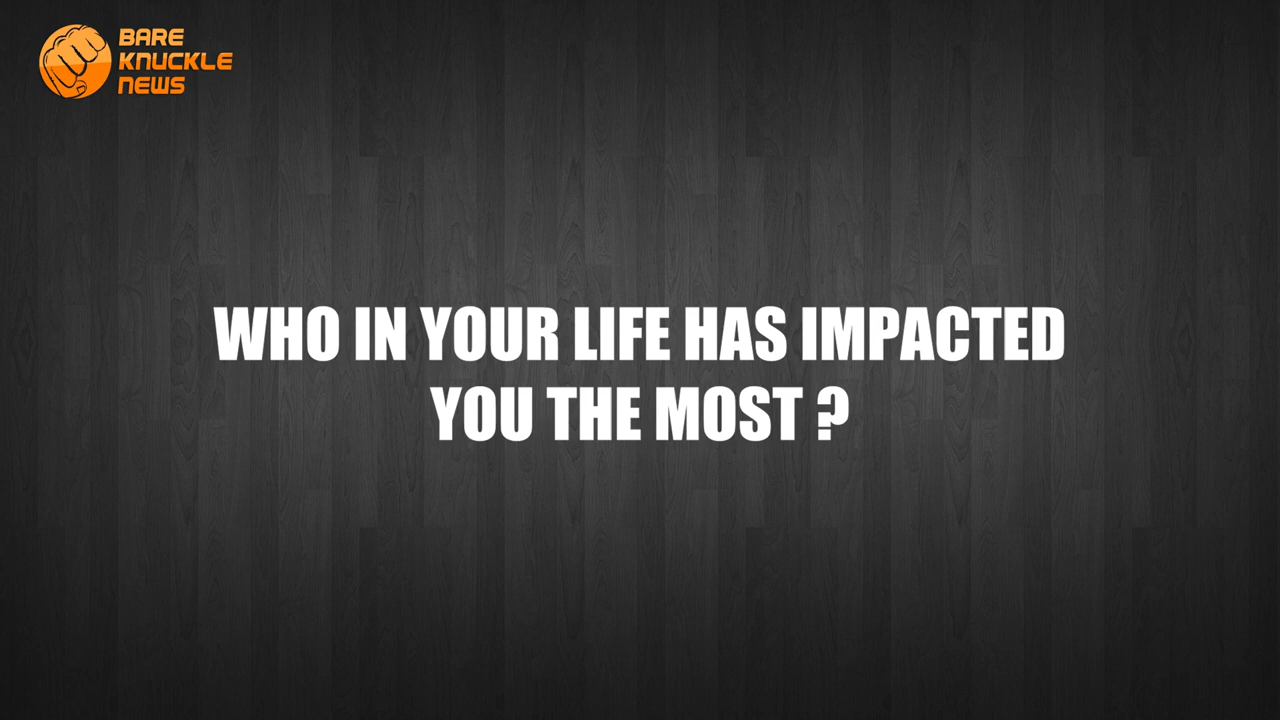 BARE
KNUCKLE
NEWS
WHO IN YOUR LIFE HAS IMPACTED
YOU THE MOST ?